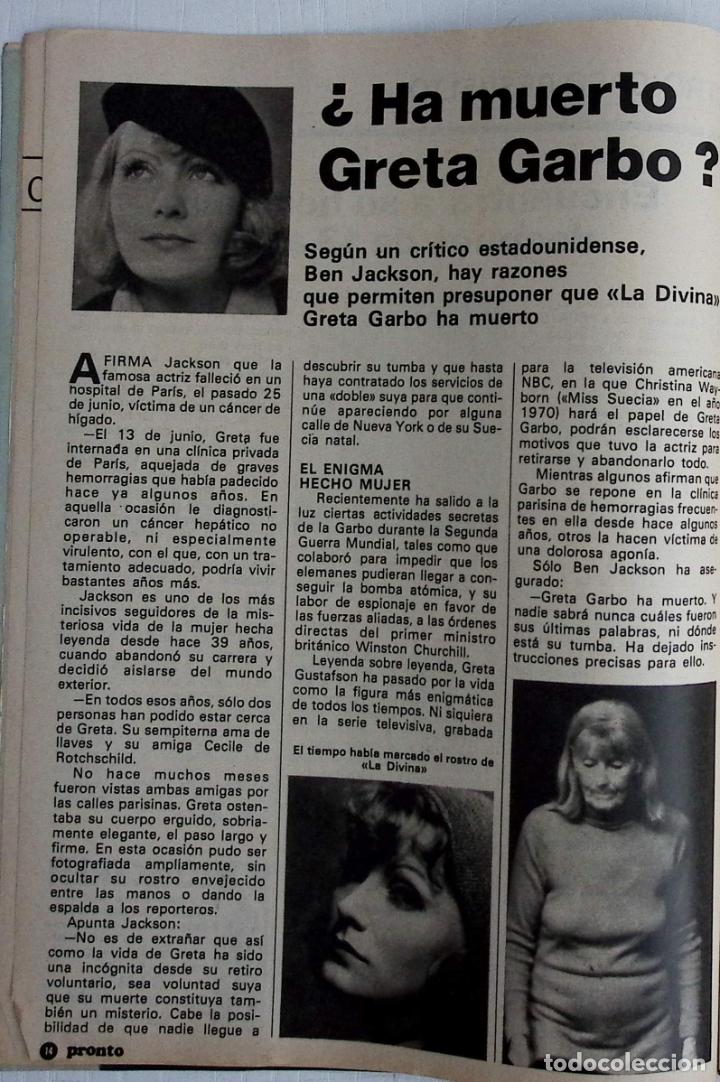 ¿ Ha muerto
Greta Garbo ?
Según un crítico estadounidense,
Ben Jackson, hay razones
que permiten presuponer que «La Divina»
Greta Garbo ha muerto
AFIRMA Jackson que la
famosa actriz falleció en un
hospital de París, el pasado 25
de junio, víctima de un cáncer de
hígado.
—El 13 de junio, Greta fue
internada en una clínica privada
de París, aquejada de graves
hemorragias que había padecido
hace ya algunos años. En
aquella ocasión le diagnosti-
caron un cáncer hepático no
operable, ni especialmente
virulento, con el que, con un tra-
tamiento adecuado, podría vivir
bastantes años más.
Jackson es uno de los más
incisivos seguidores de la mis-
teriosa vida de la mujer hecha
leyenda desde hace 39 años,
cuando abandonó su carrera y
decidió aislarse del mundo
exterior.
—En todos esos años, sólo dos
personas han podido estar cerca
de Greta. Su sempiterna ama de
llaves y su amiga Cecile de
Rotchschild.
No hace muchos meses
fueron vistas ambas amigas por
las calles parisinas. Greta osten-
taba su cuerpo erguido, sobria-
mente elegante, el paso largo y
firme. En esta ocasión pudo ser
fotografiada ampliamente, sin
ocultar su rostro envejecido
entre las manos o dando la
espalda a los reporteros.
Apunta Jackson:
—No es de extrañar que así
como la vida de Greta ha sido
una incógnita desde su retiro
voluntario, sea voluntad suya
que su muerte constituya tam-
bién un misterio. Cabe la posi-
bilidad de que nadie llegue a
descubrir su tumba y que hasta
haya contratado los servicios de
una «doble» suya para que conti-
núe apareciendo por alguna
calle de Nueva York o de su Sue-
cia natal.
EL ENIGMA
HECHO MUJER
Recientemente ha salido a la
luz ciertas actividades secretas
de la Garbo durante la Segunda
Guerra Mundial, tales como que
colaboró para impedir que los
elemanes pudieran llegar a con-
seguir la bomba atómica, y su
labor de espionaje en favor de
las fuerzas aliadas, a las órdenes
directas del primer ministro
británico Winston Churchill.
Leyenda sobre leyenda, Greta
Gustafson ha pasado por la vida
como la figura más enigmática
de todos los tiempos. Ni siquiera
en la serie televisiva, grabada
El tiempo había marcado el rostro de
«La Divina»
para la televisión americana
NBC, en la que Christina Way-
born («Miss Suecia» en el año
1970) hará el papel de Greta
Garbo, podrán esclarecerse los
motivos que tuvo la actriz para
retirarse y abandonarlo todo.
Mientras algunos afirman que
Garbo se repone en la clínica
parisina de hemorragias frecuen-
tes en ella desde hace algunos
años, otros la hacen víctima de
una dolorosa agonía.
Sólo Ben Jackson ha ase-
gurado:
—Greta Garbo ha muerto. Y
nadie sabrá nunca cuáles fueron
sus últimas palabras, ni dónde
está su tumba. Ha dejado ins-
trucciones precisas para ello.
14 pronto
todocoleccion